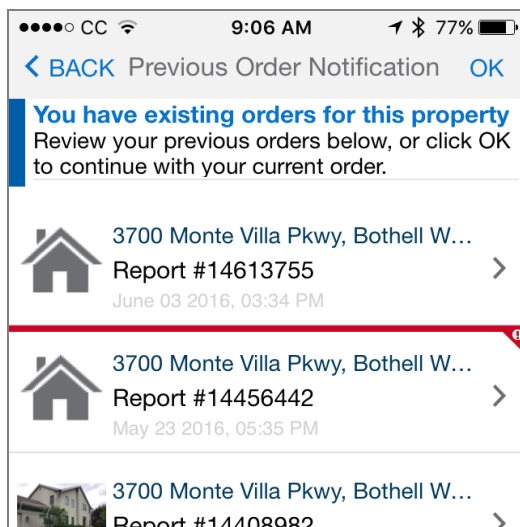 CC 9:06 AM 77%
BACK Previous Order Notification OK
You have existing orders for this property
Review your previous orders below, or click OK
to continue with your current order.
3700 Monte Villa Pkwy, Bothell W...
Report #14613755
June 03 2016, 03:34 PM
3700 Monte Villa Pkwy, Bothell W...
Report #14456442
May 23 2016, 05:35 PM
3700 Monte Villa Pkwy, Bothell W...
Report #14408982